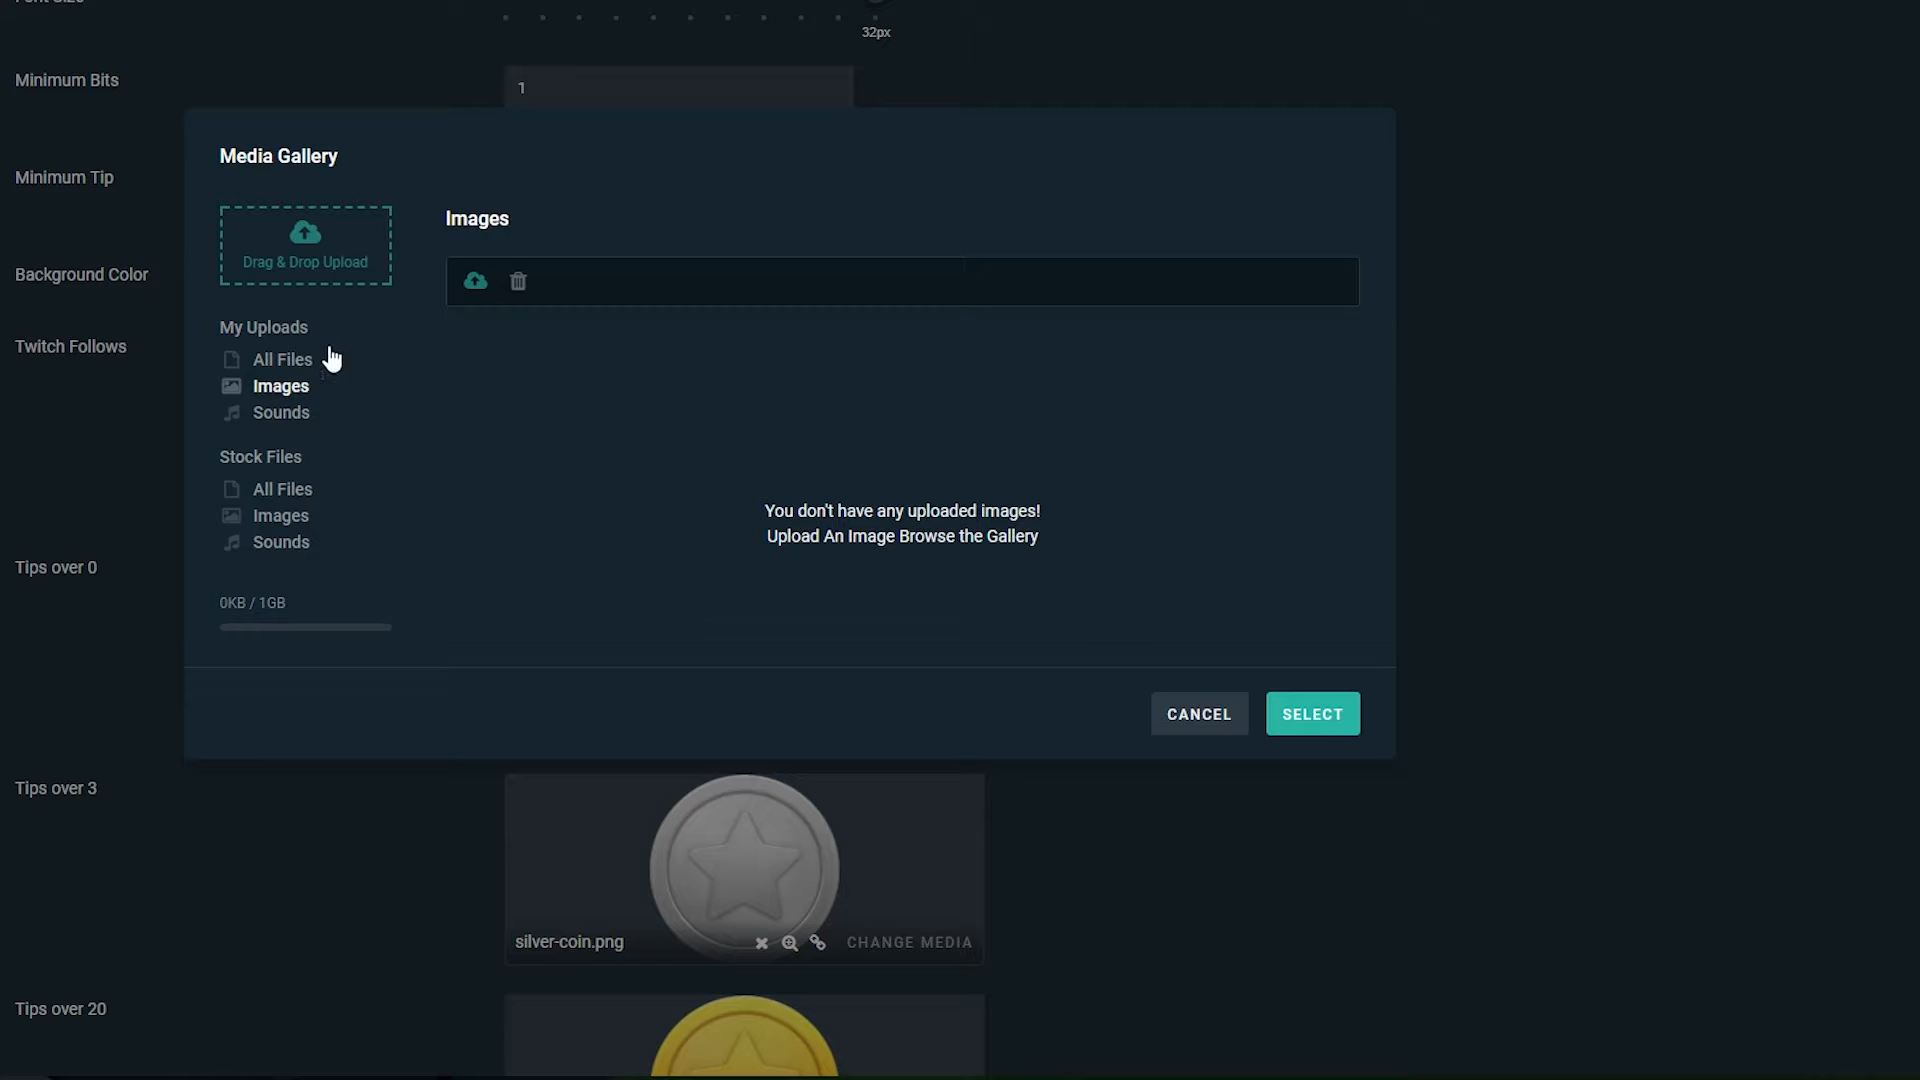 32px
Minimum Bits
1
Media Gallery
Minimum Tip
Images
Drag & Drop Upload
Background Color
My Uploads
Twitch Follows
All Files
Images
Sounds
Stock Files
All Files
Images
Sounds
You don't have any uploaded images!
Upload An Image Browse the Gallery
Tips over 0
0KB / 1GB
CANCEL
SELECT
Tips over 3
silver-coin.png
CHANGE MEDIA
Tips over 20